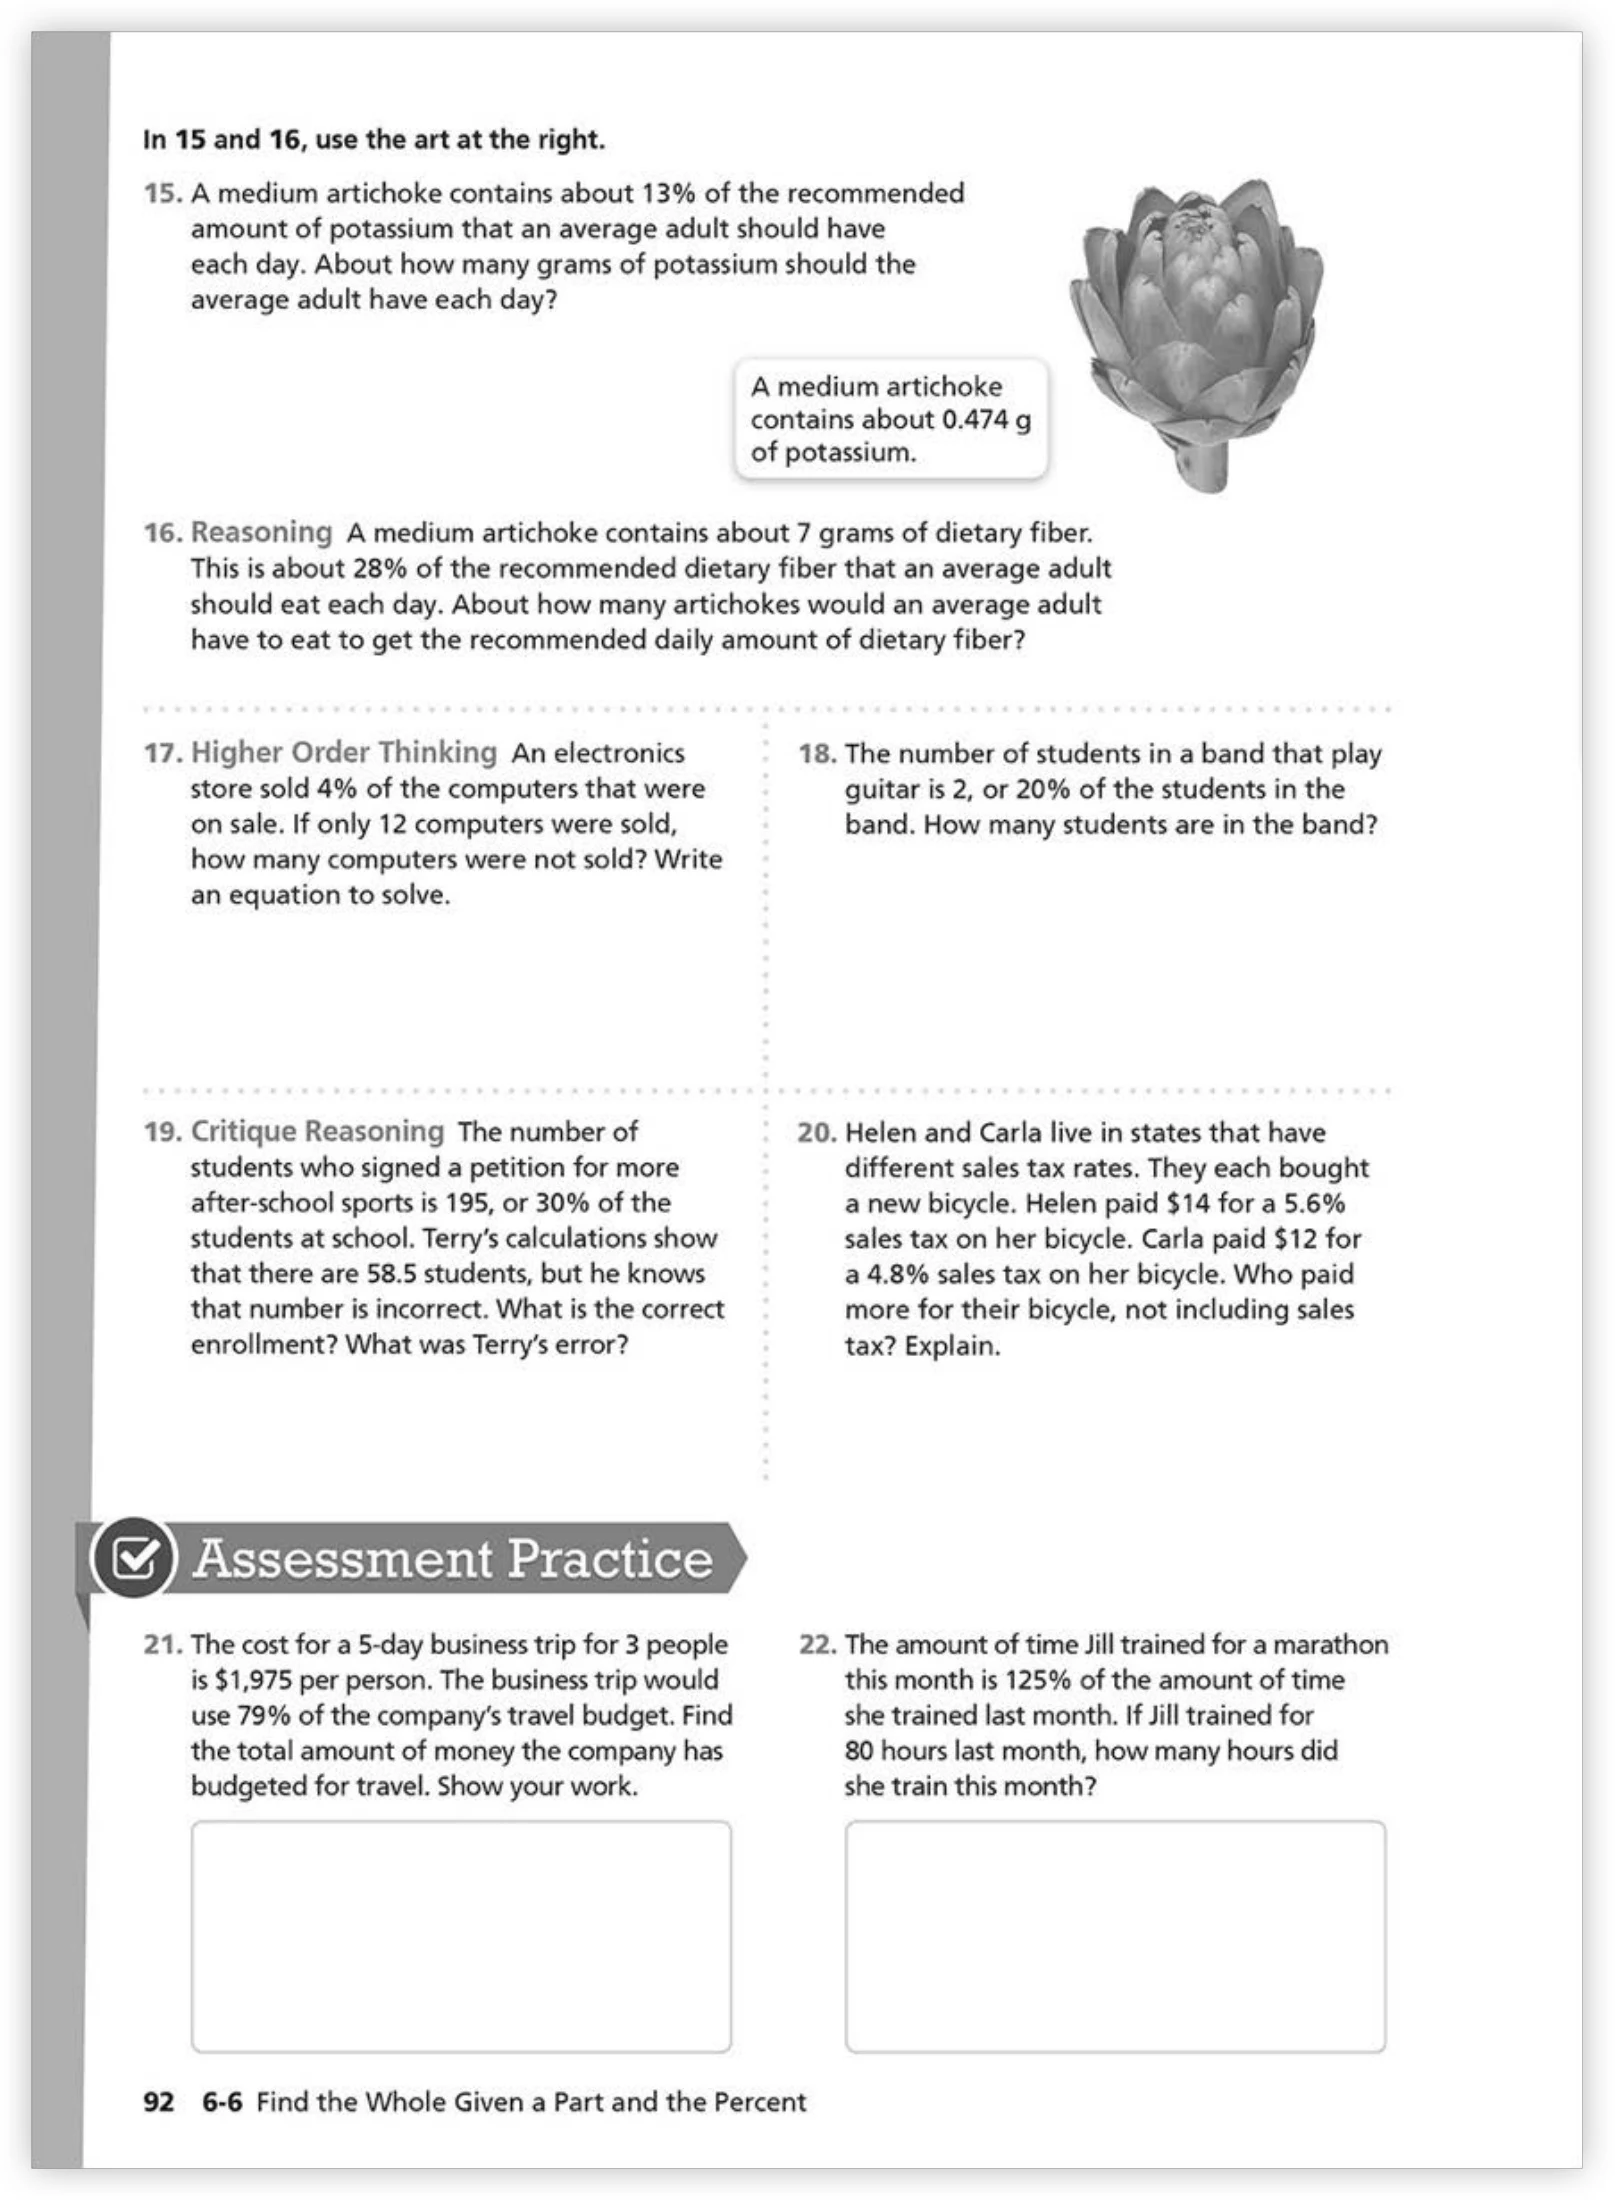 In 15 and 16, use the art at the right.
15. A medium artichoke contains about 13% of the recommended
amount of potassium that an average adult should have
each day. About how many grams of potassium should the
average adult have each day?
A medium artichoke
contains about 0.474 g
of potassium.
16. Reasoning A medium artichoke contains about 7 grams of dietary fiber.
This is about 28% of the recommended dietary fiber that an average adult
should eat each day. About how many artichokes would an average adult
have to eat to get the recommended daily amount of dietary fiber?
17. Higher Order Thinking An electronics
store sold 4% of the computers that were
on sale. If only 12 computers were sold,
how many computers were not sold? Write
an equation to solve.
18. The number of students in a band that play
guitar is 2, or 20% of the students in the
band. How many students are in the band?
19. Critique Reasoning The number of
students who signed a petition for more
after-school sports is 195, or 30% of the
students at school. Terry's calculations show
that there are 58.5 students, but he knows
that number is incorrect. What is the correct
enrollment? What was Terry's error?
20. Helen and Carla live in states that have
different sales tax rates. They each bought
a new bicycle. Helen paid $14 for a 5.6%
sales tax on her bicycle. Carla paid $12 for
a 4.8% sales tax on her bicycle. Who paid
more for their bicycle, not including sales
tax? Explain.
Assessment Practice
21. The cost for a 5-day business trip for 3 people
is $1,975 per person. The business trip would
use 79% of the company's travel budget. Find
the total amount of money the company has
budgeted for travel. Show your work.
22. The amount of time Jill trained for a marathon
this month is 125% of the amount of time
she trained last month. If Jill trained for
80 hours last month, how many hours did
she train this month?
92 6-6 Find the Whole Given a Part and the Percent